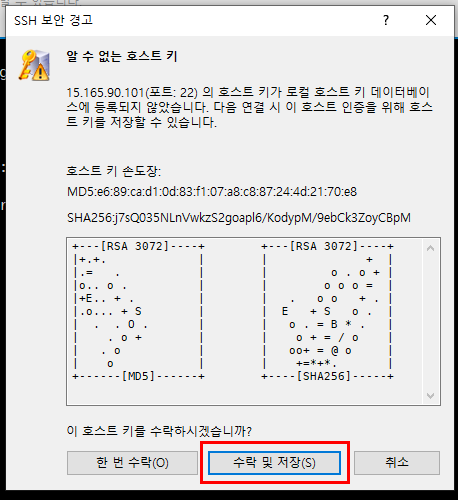 SSH 보안 경고
알 수 없는 호스트 키
15.165.90.101(포트: 22) 의 호스트 키가 로컬 호스트 키 데이터베이
스에 등록되지 않았습니다. 다음 연결 시 이 호스트 인증을 위해 호스
트 키를 저장할 수 있습니다.
호스트 키 손도장:
MD5:e6:89:ca:d1:0d:83:f1:07:a8:c8:87:24:4d:21:70:e8
SHA256:j7sQ035NLnVwkzS2goapl6/KodypM/9ebCk3ZoyCBpM
+---[RSA 3072]----+        +---[RSA 3072]----+
|+.+.             |        |               + |
|.=   .           |        |          o . o +|
|o.. o .          |        |         o o o = |
|+E.. + .         |        |   .   o o   + . |
|.o... + S        |        |  E   + S   o .  |
|  .  . O .       |        |   o . = B * .   |
|      . o +      |        |    o + = / o    |
|   . o           |        |   oo+ = @ o     |
|    o            |        |    +=*+*.       |
+------[MD5]------+        +----[SHA256]-----+
이 호스트 키를 수락하시겠습니까?
한 번 수락(O) 수락 및 저장(S) 취소